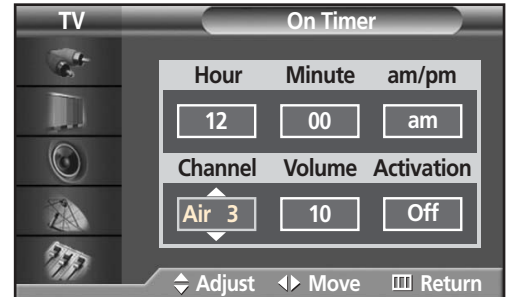 TV On Timer
Hour Minute am/pm
12 00 am
Channel Volume Activation
Air 3 10 Off
Adjust Move Return